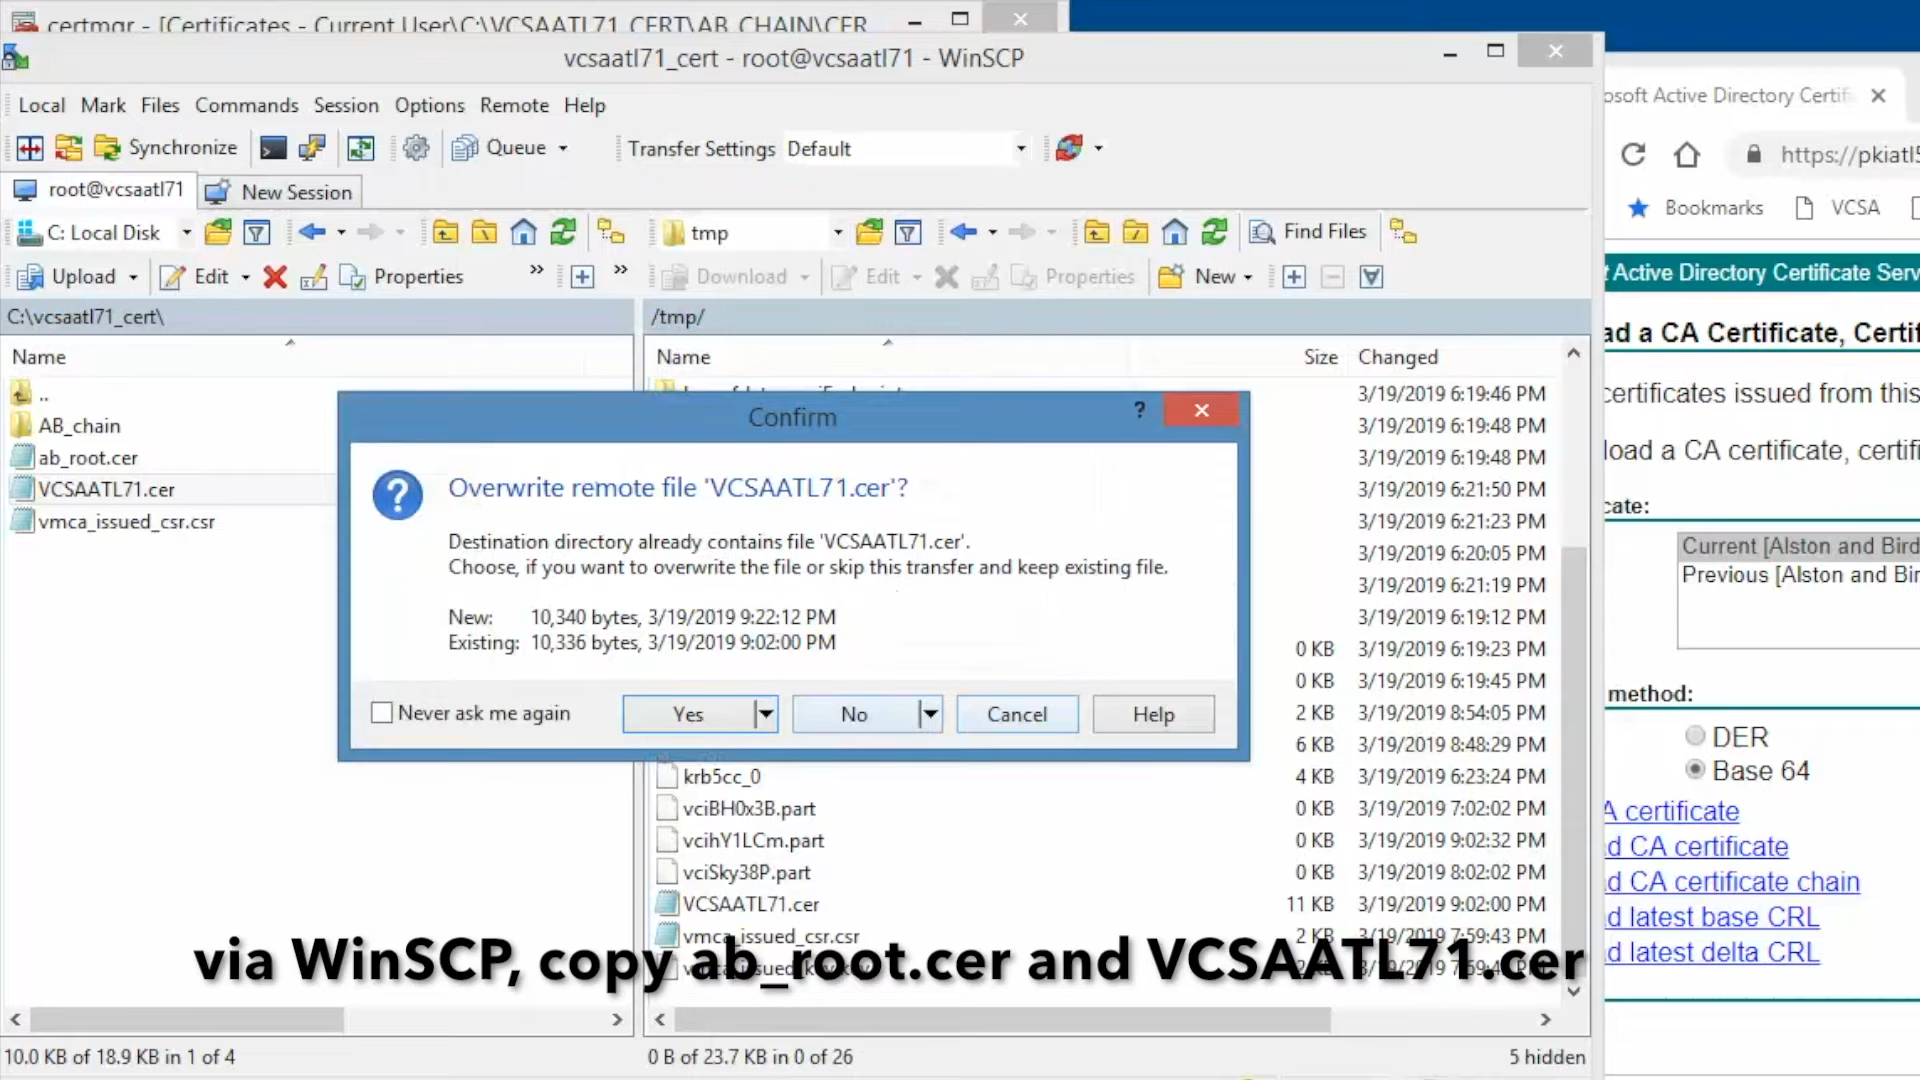 certmgr - [Certificates - Current User\C:\VCSAATL71_CERT\AB_CHAIN\CER
vcsaatl71_cert - root@vcsaatl71 - WinSCP
Local Mark Files Commands Session Options Remote Help
Synchronize Queue Transfer Settings Default
root@vcsaatl71 New Session
C: Local Disk tmp Find Files
Upload Edit Properties » » Download Edit Properties New
C:\vcsaatl71_cert\ /tmp/
Name Name Size Changed
..
AB_chain
ab_root.cer
VCSAATL71.cer
vmca_issued_csr.csr
3/19/2019 6:19:46 PM
3/19/2019 6:19:48 PM
3/19/2019 6:19:48 PM
3/19/2019 6:21:50 PM
3/19/2019 6:21:23 PM
3/19/2019 6:20:05 PM
3/19/2019 6:21:19 PM
3/19/2019 6:19:12 PM
0 KB 3/19/2019 6:19:23 PM
0 KB 3/19/2019 6:19:45 PM
2 KB 3/19/2019 8:54:05 PM
6 KB 3/19/2019 8:48:29 PM
krb5cc_0 4 KB 3/19/2019 6:23:24 PM
vciBH0x3B.part 0 KB 3/19/2019 7:02:02 PM
vcihY1LCm.part 0 KB 3/19/2019 9:02:32 PM
vciSky38P.part 0 KB 3/19/2019 8:02:02 PM
VCSAATL71.cer 11 KB 3/19/2019 9:02:00 PM
vmca_issued_csr.csr 2 KB 3/19/2019 7:59:43 PM
Confirm
?
Overwrite remote file 'VCSAATL71.cer'?
Destination directory already contains file 'VCSAATL71.cer'.
Choose, if you want to overwrite the file or skip this transfer and keep existing file.
New: 10,340 bytes, 3/19/2019 9:22:12 PM
Existing: 10,336 bytes, 3/19/2019 9:02:00 PM
Never ask me again Yes No Cancel Help
via WinSCP, copy ab_root.cer and VCSAATL71.cer
10.0 KB of 18.9 KB in 1 of 4 0 B of 23.7 KB in 0 of 26 5 hidden
osoft Active Directory Certif
https://pkiatl5
Bookmarks VCSA
Active Directory Certificate Serv
ad a CA Certificate, Certif
certificates issued from this
load a CA certificate, certifi
cate:
Current [Alston and Bird
Previous [Alston and Bir
method:
DER
Base 64
A certificate
d CA certificate
d CA certificate chain
d latest base CRL
d latest delta CRL